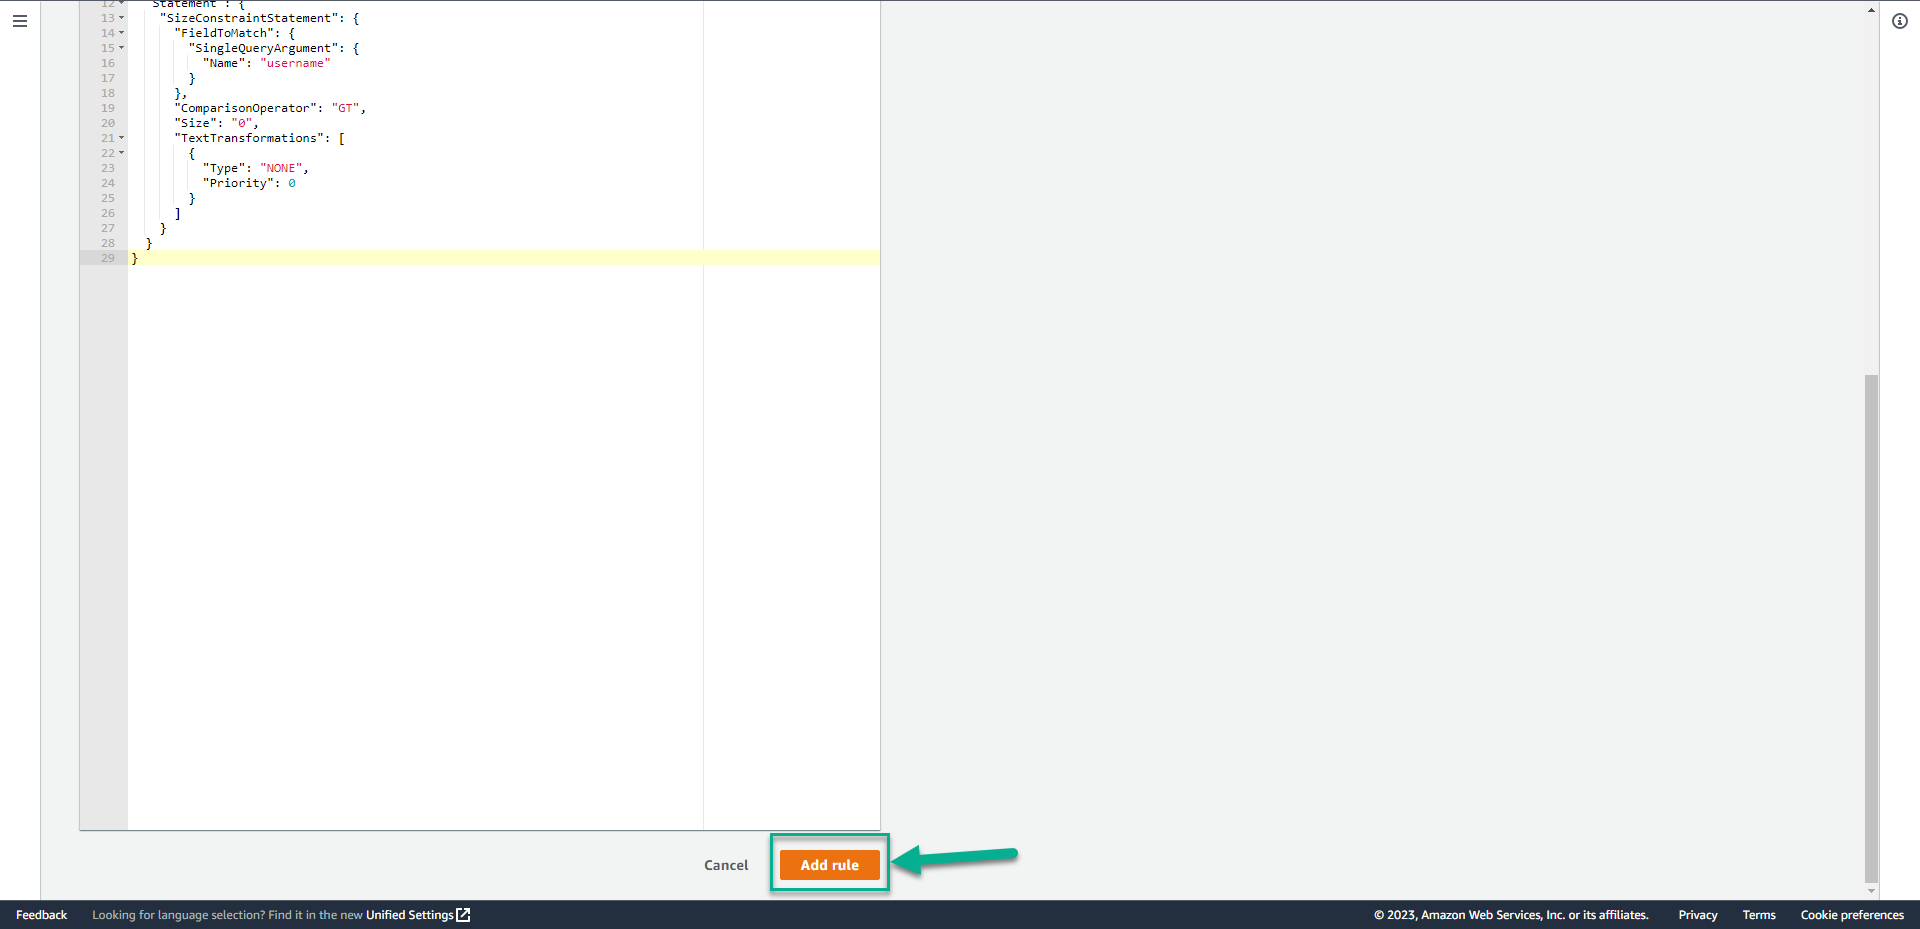 12 "Statement": {
13 "SizeConstraintStatement": {
14 "FieldToMatch": {
15 "SingleQueryArgument": {
16 "Name": "username"
17 }
18 },
19 "ComparisonOperator": "GT",
20 "Size": "0",
21 "TextTransformations": [
22 {
23 "Type": "NONE",
24 "Priority": 0
25 }
26 ]
27 }
28 }
29 }
Cancel Add rule
Feedback Looking for language selection? Find it in the new Unified Settings © 2023, Amazon Web Services, Inc. or its affiliates. Privacy Terms Cookie preferences